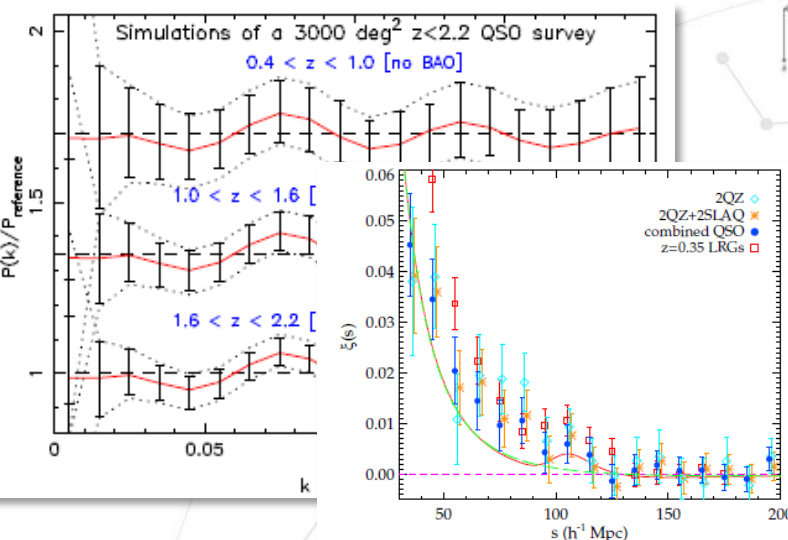 Simulations of a 3000 deg² z<2.2 QSO survey
0.4 < z < 1.0 [no BAO]
1.0 < z < 1.6 [
1.6 < z < 2.2 [
P(k)/Preference
2
1.5
1
0
0.05
k
2QZ
2QZ+2SLAQ
combined QSO
z=0.35 LRGs
ξ(s)
0.06
0.05
0.04
0.03
0.02
0.01
0.00
50
100
150
200
s (h⁻¹ Mpc)